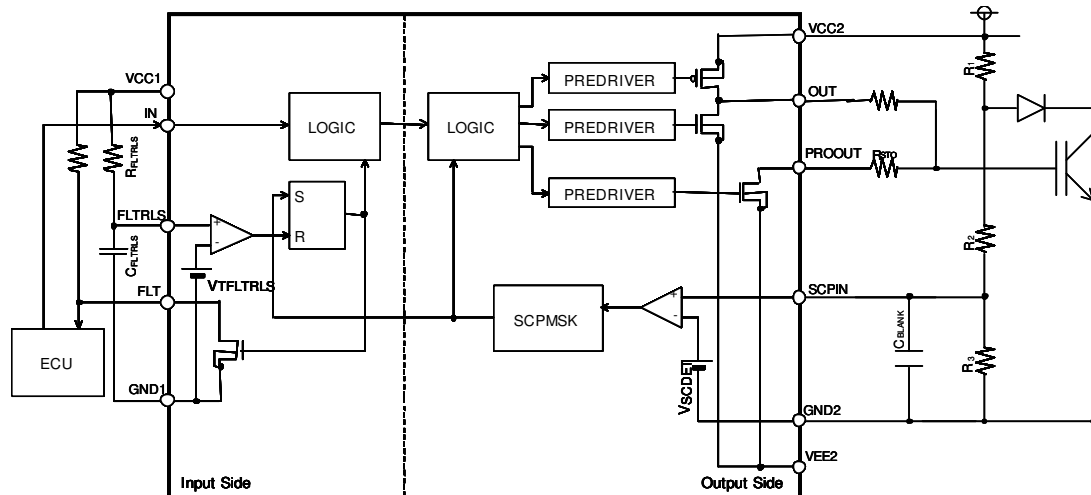 VCC2
VCC1
R1
PREDRIVER
OUT
IN
LOGIC
LOGIC
PREDRIVER
RFLTRLS
PROOUT
RSTO
PREDRIVER
S
FLTRLS
R
R2
CFLTRLS
VTFLTRLS
FLT
SCPIN
SCPMSK
CBLANK
ECU
R3
VSCDET
GND1
GND2
VEE2
Input Side
Output Side